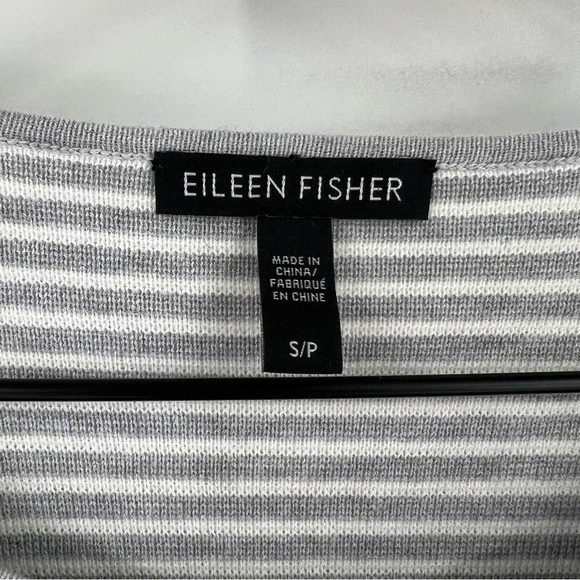 EILEEN FISHER
MADE IN
CHINA/
FABRIQUÉ
EN CHINE
S/P